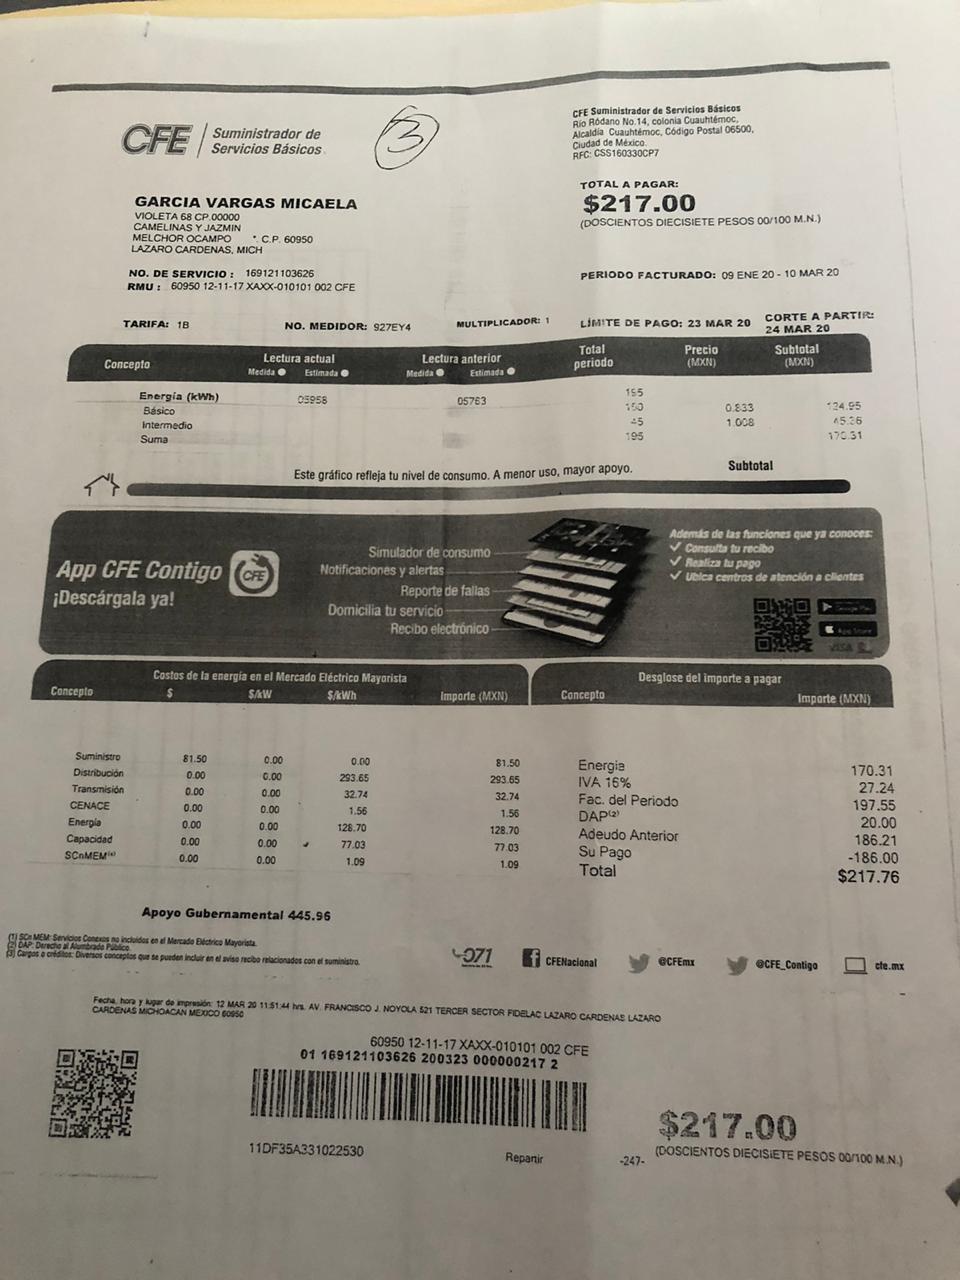 3
CFE
Suministrador de
Servicios Básicos
CFE Suministrador de Servicios Básicos
Río Ródano No.14, colonia Cuauhtémoc,
Alcaldía Cuauhtémoc, Código Postal 06500,
Ciudad de México.
RFC: CSS160330CP7
GARCIA VARGAS MICAELA
VIOLETA 68 CP.00000
CAMELINAS Y JAZMIN
MELCHOR OCAMPO *. C.P. 60950
LAZARO CARDENAS, MICH
TOTAL A PAGAR:
$217.00
(DOSCIENTOS DIECISIETE PESOS 00/100 M.N.)
NO. DE SERVICIO : 169121103626
RMU : 60950 12-11-17 XAXX-010101 002 CFE
PERIODO FACTURADO: 09 ENE 20 - 10 MAR 20
TARIFA: 1B NO. MEDIDOR: 927EY4 MULTIPLICADOR: 1 LÍMITE DE PAGO: 23 MAR 20 CORTE A PARTIR:
24 MAR 20
Concepto Lectura actual Lectura anterior Total periodo Precio (MXN) Subtotal (MXN)
Medida Estimada Medida Estimada
Energía (kWh) 05958 05763 195
Básico 150 0.833 124.95
Intermedio 45 1.008 45.36
Suma 195 170.31
Este gráfico refleja tu nivel de consumo. A menor uso, mayor apoyo. Subtotal
App CFE Contigo
¡Descárgala ya!
CFE
Simulador de consumo
Notificaciones y alertas
Reporte de fallas
Domicilia tu servicio
Recibo electrónico
Además de las funciones que ya conoces:
✓ Consulta tu recibo
✓ Realiza tu pago
✓ Ubica centros de atención a clientes
Google Play
App Store
VISA
Costos de la energía en el Mercado Eléctrico Mayorista
Concepto $ $/kW $/kWh Importe (MXN)
Suministro 81.50 0.00 0.00 81.50
Distribución 0.00 0.00 293.65 293.65
Transmisión 0.00 0.00 32.74 32.74
CENACE 0.00 0.00 1.56 1.56
Energía 0.00 0.00 128.70 128.70
Capacidad 0.00 0.00 77.03 77.03
SCnMEM 0.00 0.00 1.09 1.09
Desglose del importe a pagar
Concepto Importe (MXN)
Energia 170.31
IVA 16% 27.24
Fac. del Periodo 197.55
DAP(2) 20.00
Adeudo Anterior 186.21
Su Pago -186.00
Total $217.76
Apoyo Gubernamental 445.96
(1) SCn MEM: Servicios Conexos no incluidos en el Mercado Eléctrico Mayorista.
(2) DAP: Derecho al Alumbrado Público.
(3) Cargos o créditos: Diversos conceptos que se pueden incluir en el aviso recibo relacionados con el suministro.
071
CFENacional
@CFEmx
@CFE_Contigo
cfe.mx
Fecha, hora y lugar de impresión: 12 MAR 20 11:51:44 hrs. AV. FRANCISCO J. NOYOLA 521 TERCER SECTOR FIDELAC LAZARO CARDENAS LAZARO
CARDENAS MICHOACAN MEXICO 60950
60950 12-11-17 XAXX-010101 002 CFE
01 169121103626 200323 000000217 2
11DF35A331022530
Repartir
-247-
$217.00
(DOSCIENTOS DIECISIETE PESOS 00/100 M.N.)